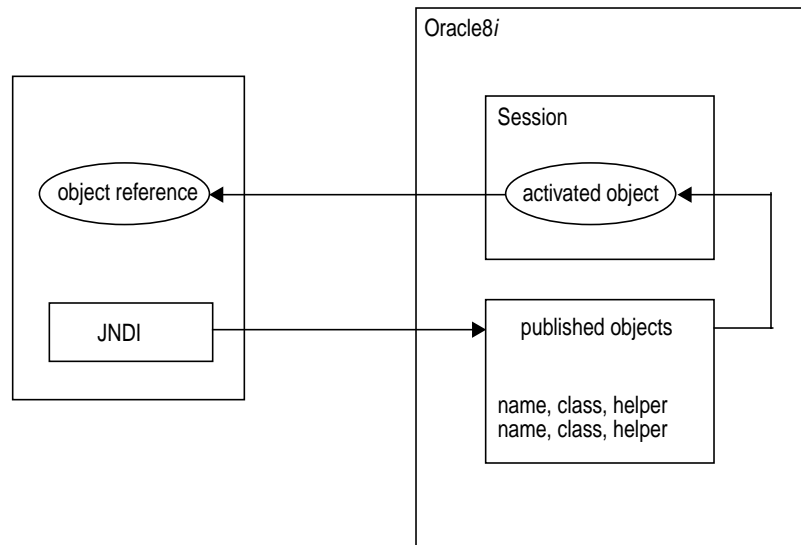 Oracle8i
Session
object reference
activated object
JNDI
published objects
name, class, helper
name, class, helper